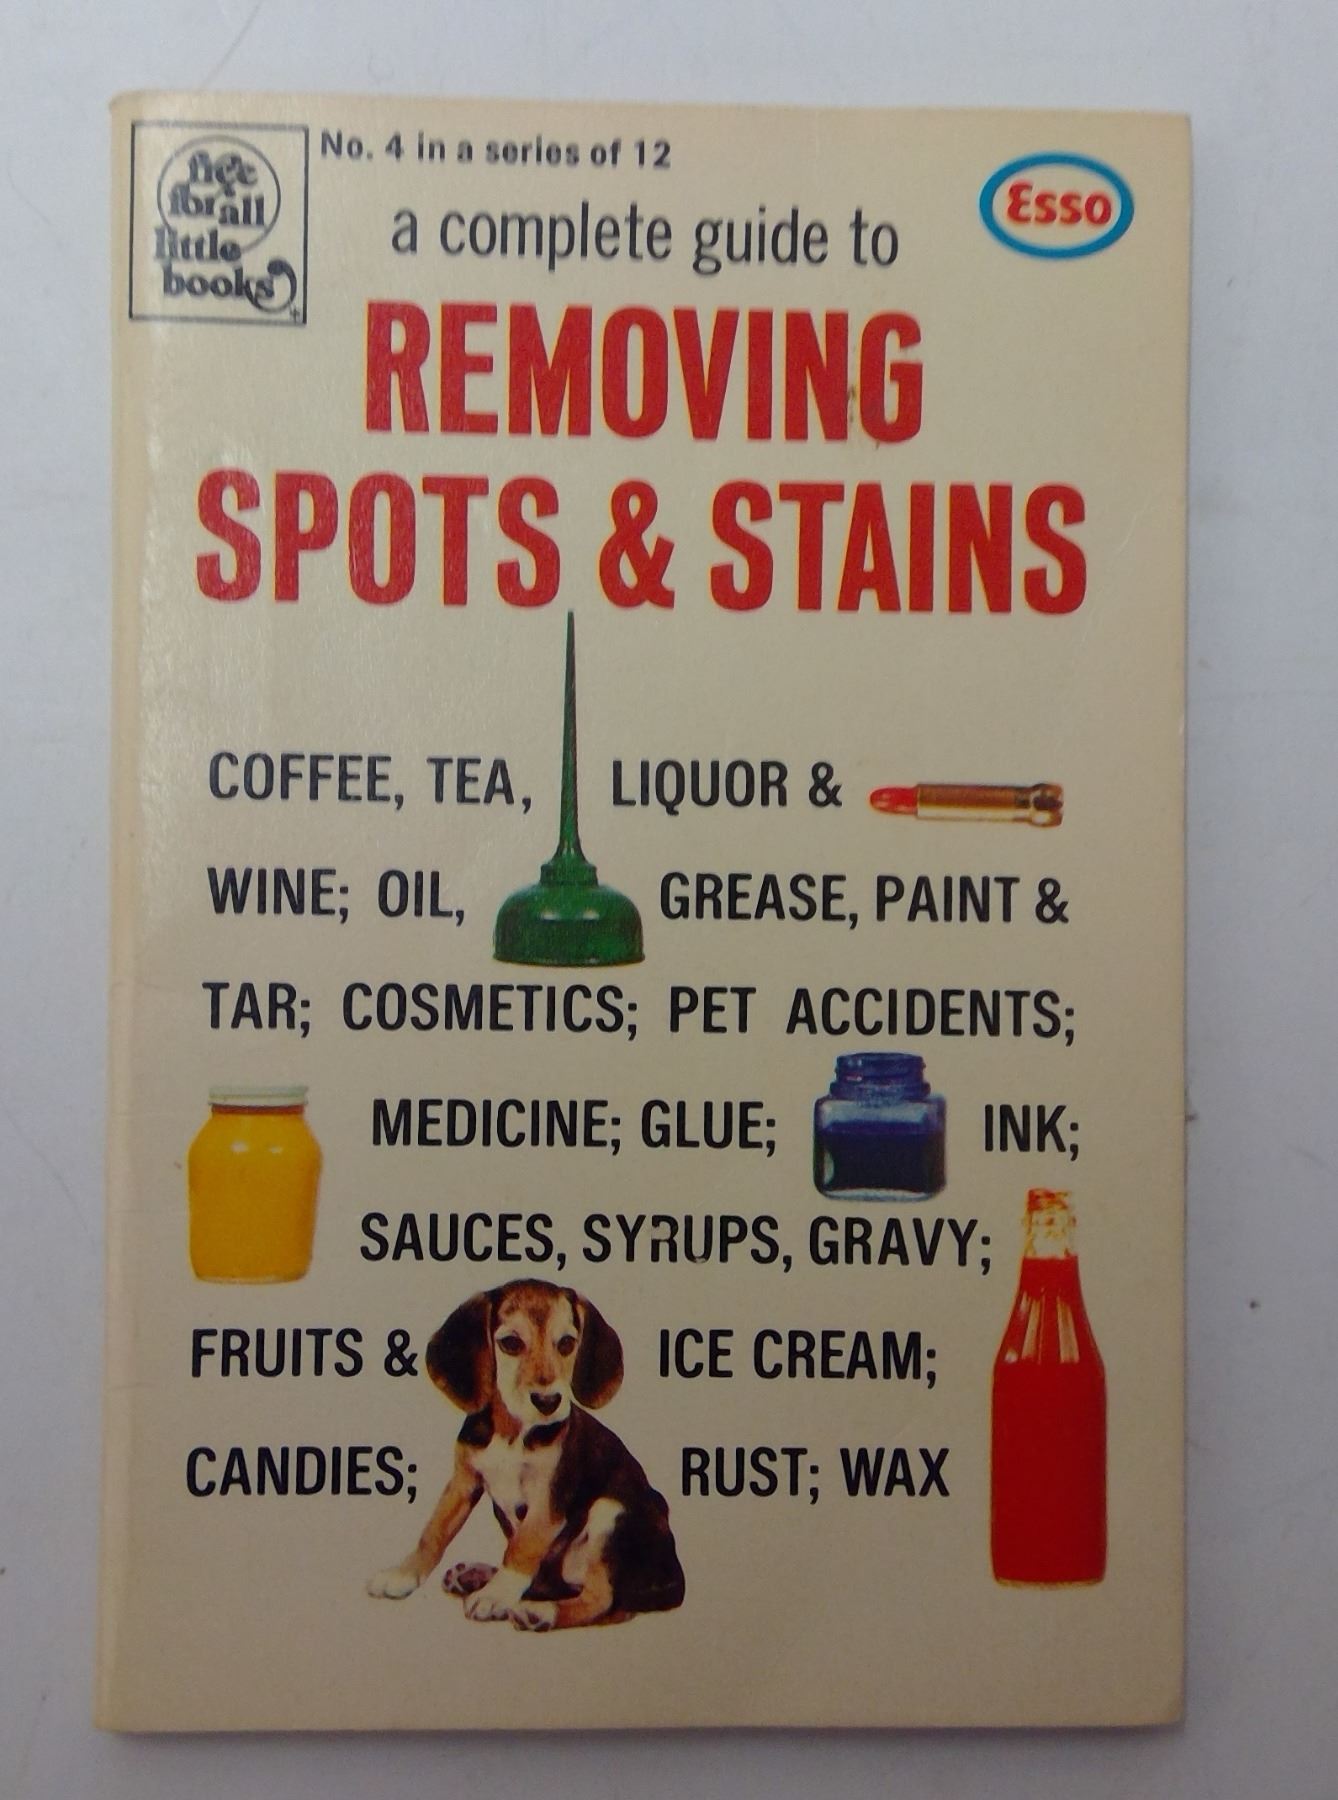 free
for all
little
books
No. 4 in a series of 12
Esso
a complete guide to
REMOVING
SPOTS & STAINS
COFFEE, TEA, LIQUOR &
WINE; OIL, GREASE, PAINT &
TAR; COSMETICS; PET ACCIDENTS;
MEDICINE; GLUE; INK;
SAUCES, SYRUPS, GRAVY;
FRUITS & ICE CREAM;
CANDIES; RUST; WAX